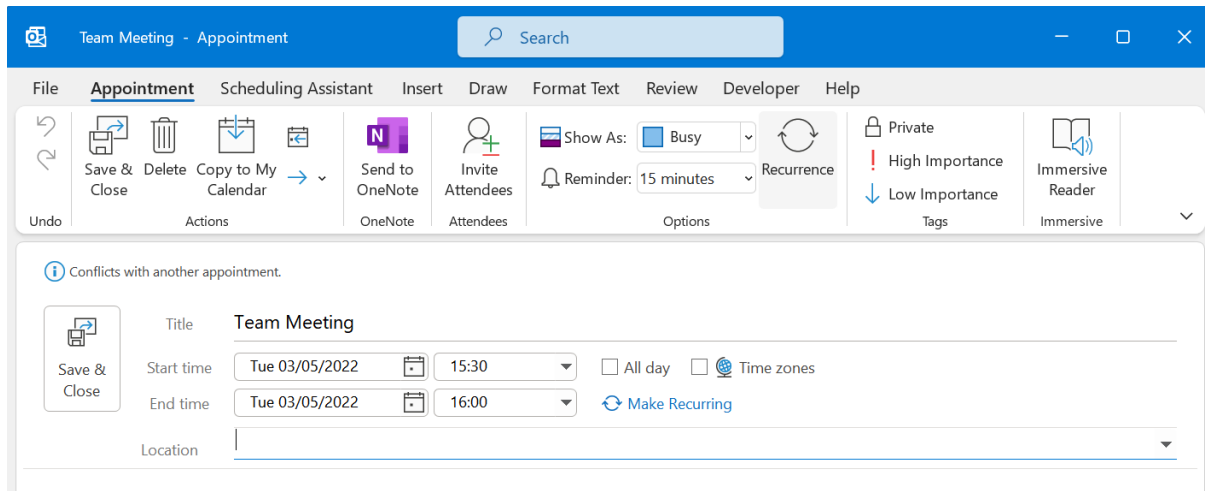 Team Meeting - Appointment
Search
File Appointment Scheduling Assistant Insert Draw Format Text Review Developer Help
Save & Close
Delete
Copy to My Calendar
Send to OneNote
N
Invite Attendees
Show As: Busy
Reminder: 15 minutes
Recurrence
Private
High Importance
Low Importance
Immersive Reader
Undo Actions OneNote Attendees Options Tags Immersive
Conflicts with another appointment.
Save & Close
Title Team Meeting
Start time Tue 03/05/2022 15:30 All day Time zones
End time Tue 03/05/2022 16:00 Make Recurring
Location